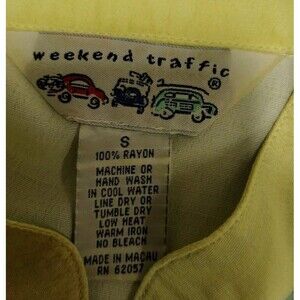 weekend traffic
®
S
100% RAYON
MACHINE OR
HAND WASH
IN COOL WATER
LINE DRY OR
TUMBLE DRY
LOW HEAT
WARM IRON
NO BLEACH
MADE IN MACAU
RN 62057